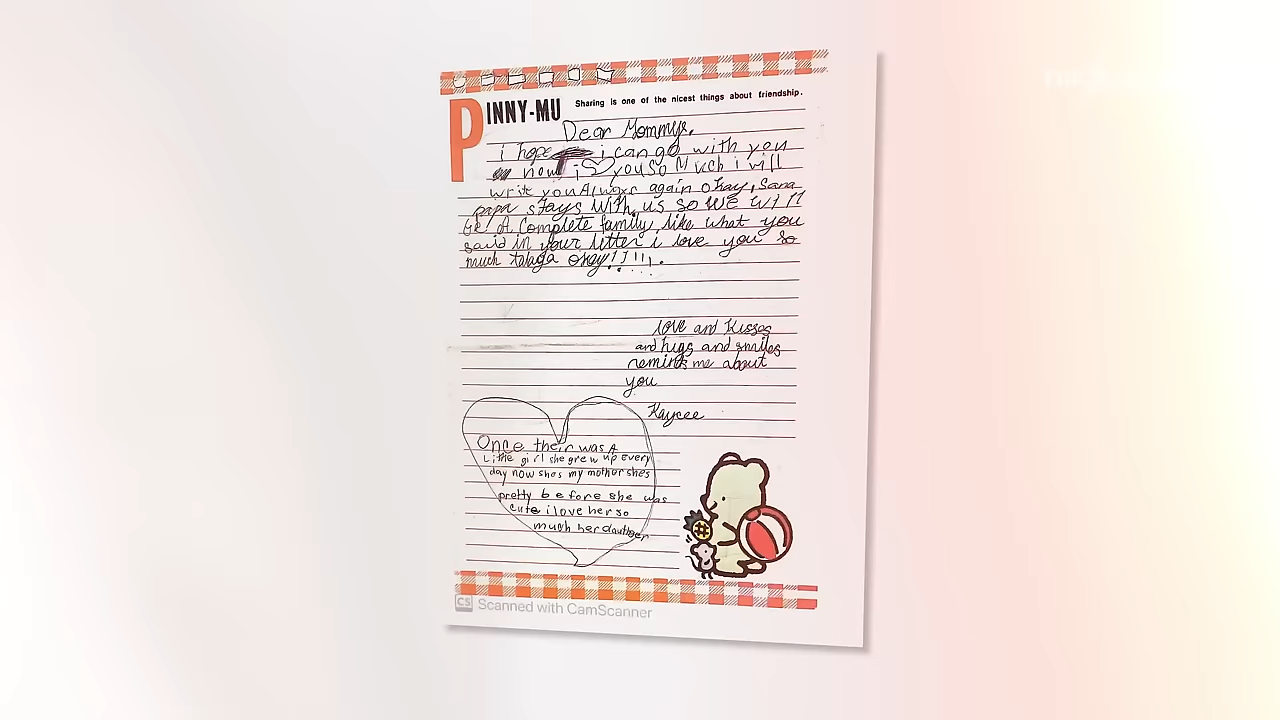 PINNY-MU
Sharing is one of the nicest things about friendship.
Dear Mommy,
i hope i can go with you
now i you so Much i will
write you Always again okay, Sana
papa stays with us so WE WIll
be A Complete family like what you
said in your letter i love you so
much talaga okay!!!!!.
love and Kisses
and hugs and smiles
reminds me about
you
Kaycee
Once their was A
Little girl she grew up Every
day now shes my mother shes
pretty before she was
cute i love her so
much her dauther
CS Scanned with CamScanner